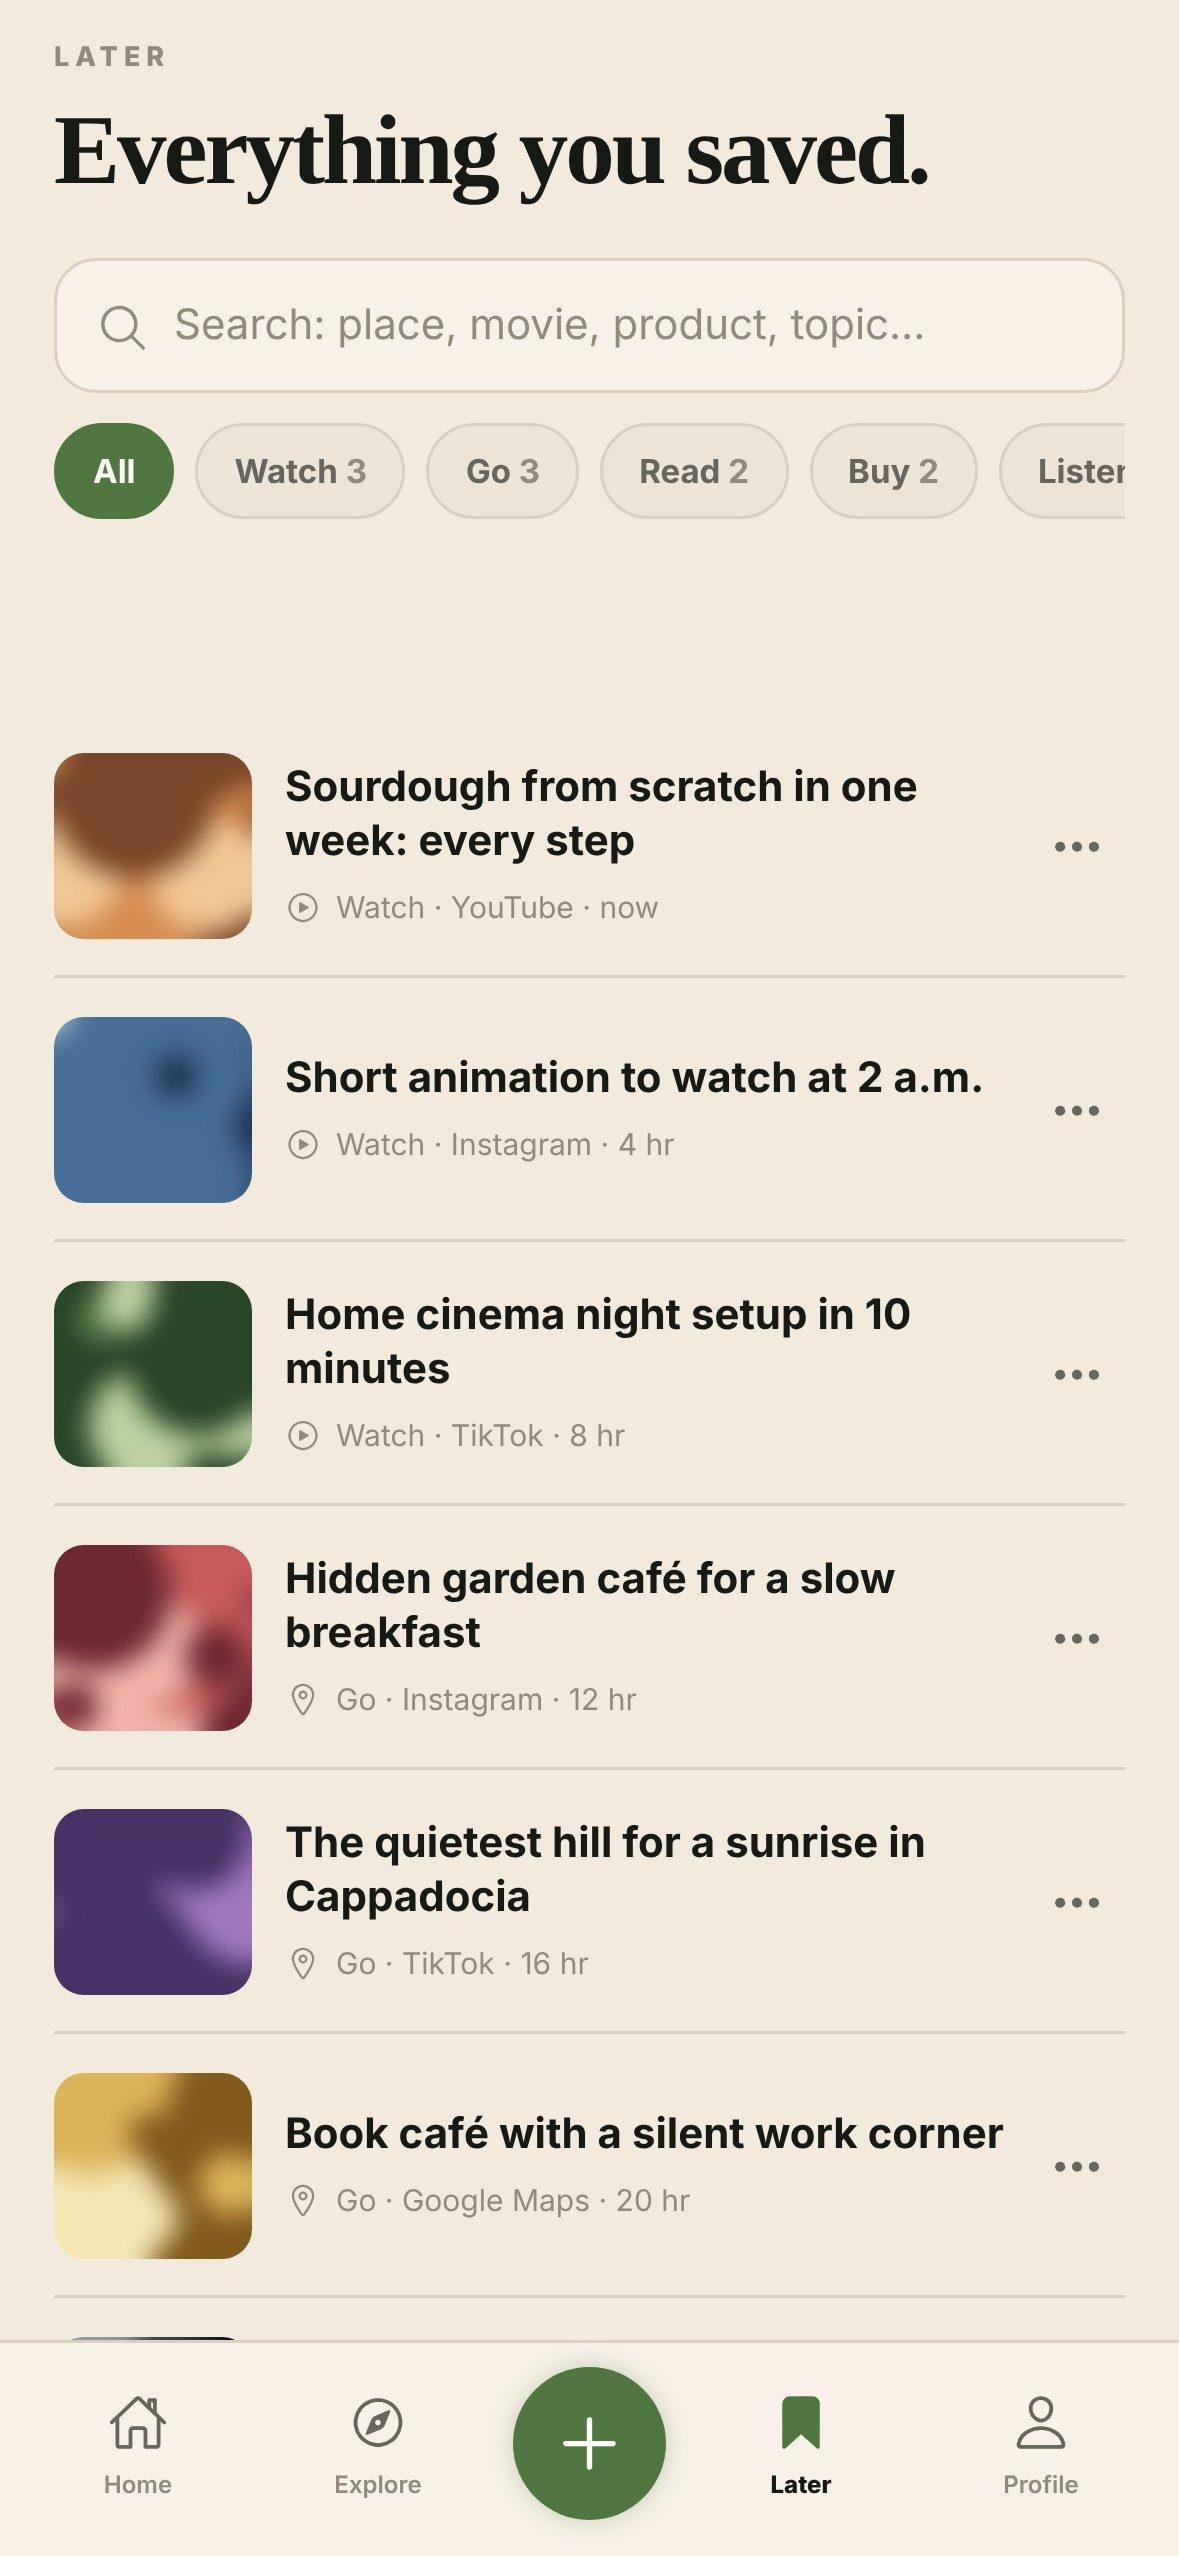 LATER
Everything you saved.
Search: place, movie, product, topic...
All
Watch 3
Go 3
Read 2
Buy 2
Sourdough from scratch in one
week: every step
Watch · YouTube · now
Short animation to watch at 2 a.m.
Watch · Instagram · 4 hr
Home cinema night setup in 10
minutes
Watch · TikTok · 8 hr
Hidden garden café for a slow
breakfast
Go · Instagram · 12 hr
The quietest hill for a sunrise in
Cappadocia
Go · TikTok · 16 hr
Book café with a silent work corner
Go · Google Maps · 20 hr
Home
Explore
Later
Profile